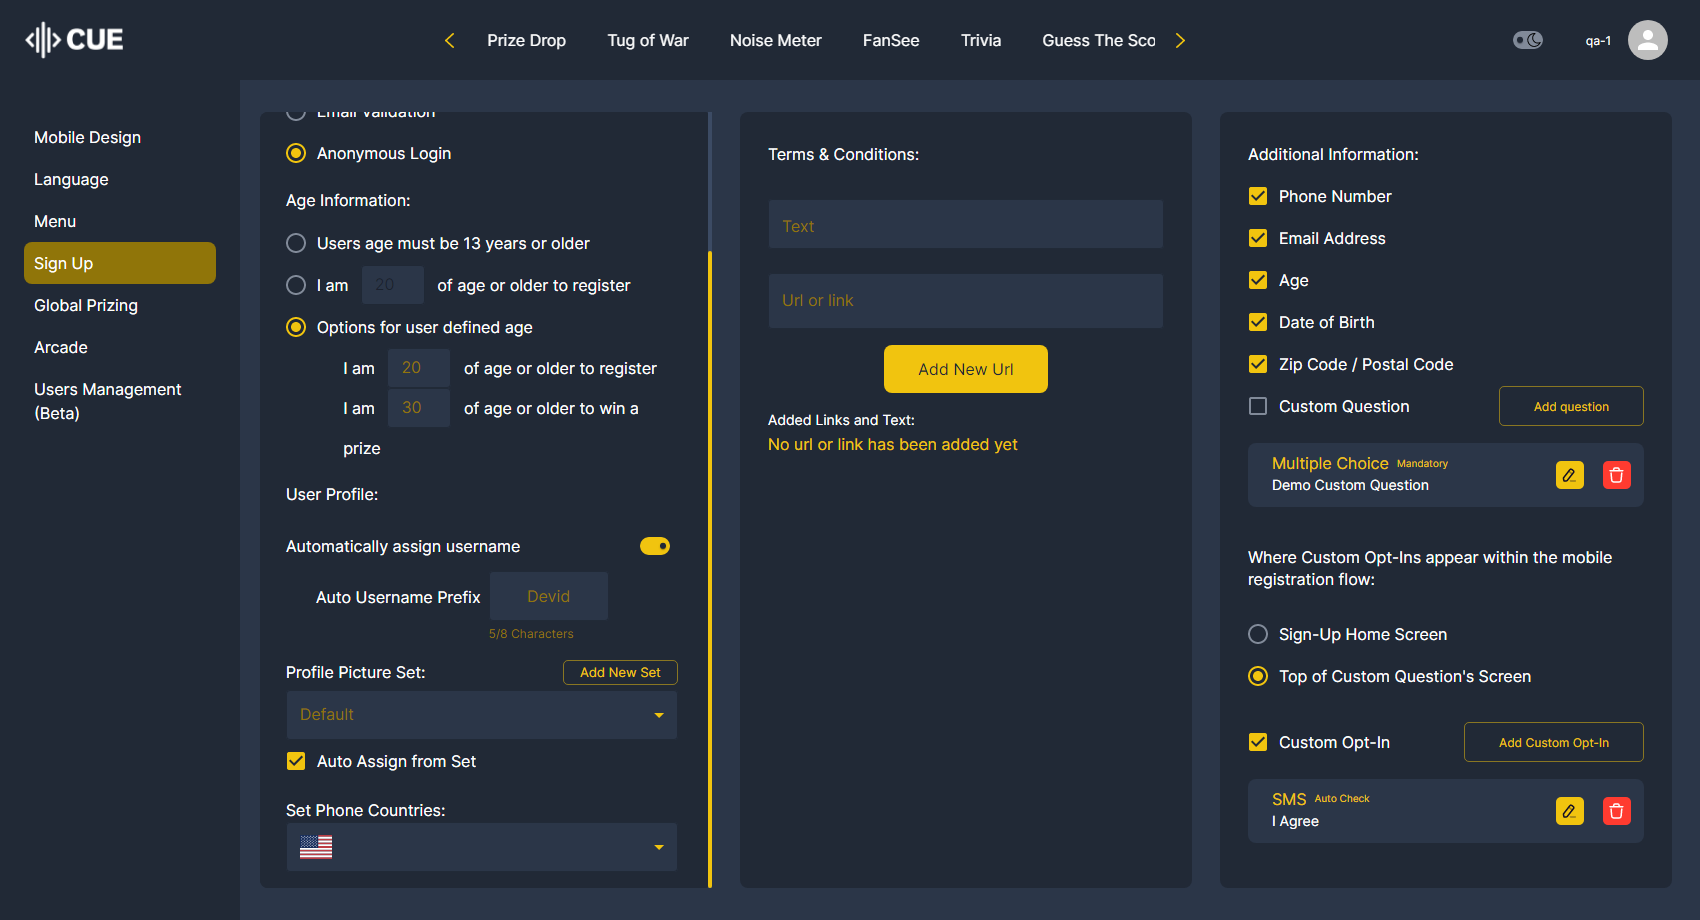 CUE
Prize Drop
Tug of War
Noise Meter
FanSee
Trivia
Guess The Sco
qa-1
Mobile Design
Language
Menu
Sign Up
Global Prizing
Arcade
Users Management
(Beta)
Email Validation
Anonymous Login
Age Information:
Users age must be 13 years or older
I am 20 of age or older to register
Options for user defined age
I am 20 of age or older to register
I am 30 of age or older to win a
prize
User Profile:
Automatically assign username
Auto Username Prefix Devid
5/8 Characters
Profile Picture Set: Add New Set
Default
Auto Assign from Set
Set Phone Countries:
Terms & Conditions:
Text
Url or link
Add New Url
Added Links and Text:
No url or link has been added yet
Additional Information:
Phone Number
Email Address
Age
Date of Birth
Zip Code / Postal Code
Custom Question Add question
Multiple Choice Mandatory
Demo Custom Question
Where Custom Opt-Ins appear within the mobile
registration flow:
Sign-Up Home Screen
Top of Custom Question's Screen
Custom Opt-In Add Custom Opt-In
SMS Auto Check
I Agree